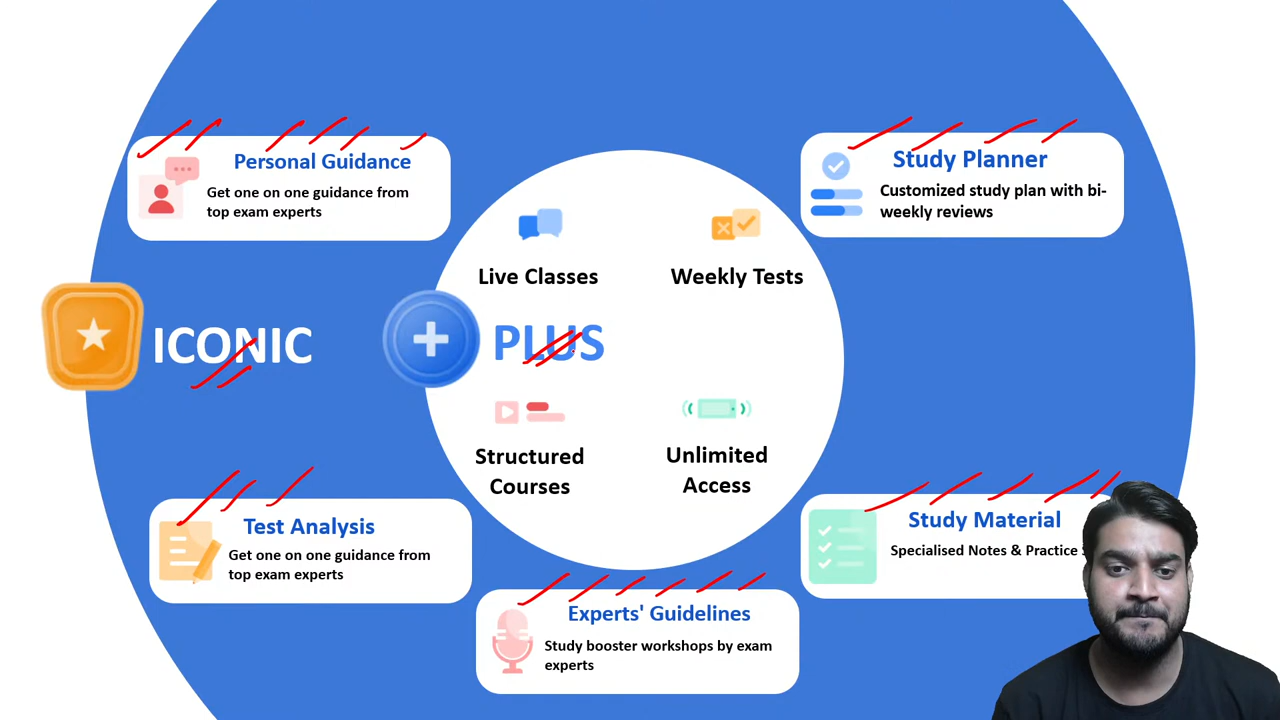 Personal Guidance
Get one on one guidance from
top exam experts
Study Planner
Customized study plan with bi-
weekly reviews
Live Classes
Weekly Tests
ICONIC
PLUS
Structured
Courses
Unlimited
Access
Test Analysis
Get one on one guidance from
top exam experts
Study Material
Specialised Notes & Practice
Experts' Guidelines
Study booster workshops by exam
experts